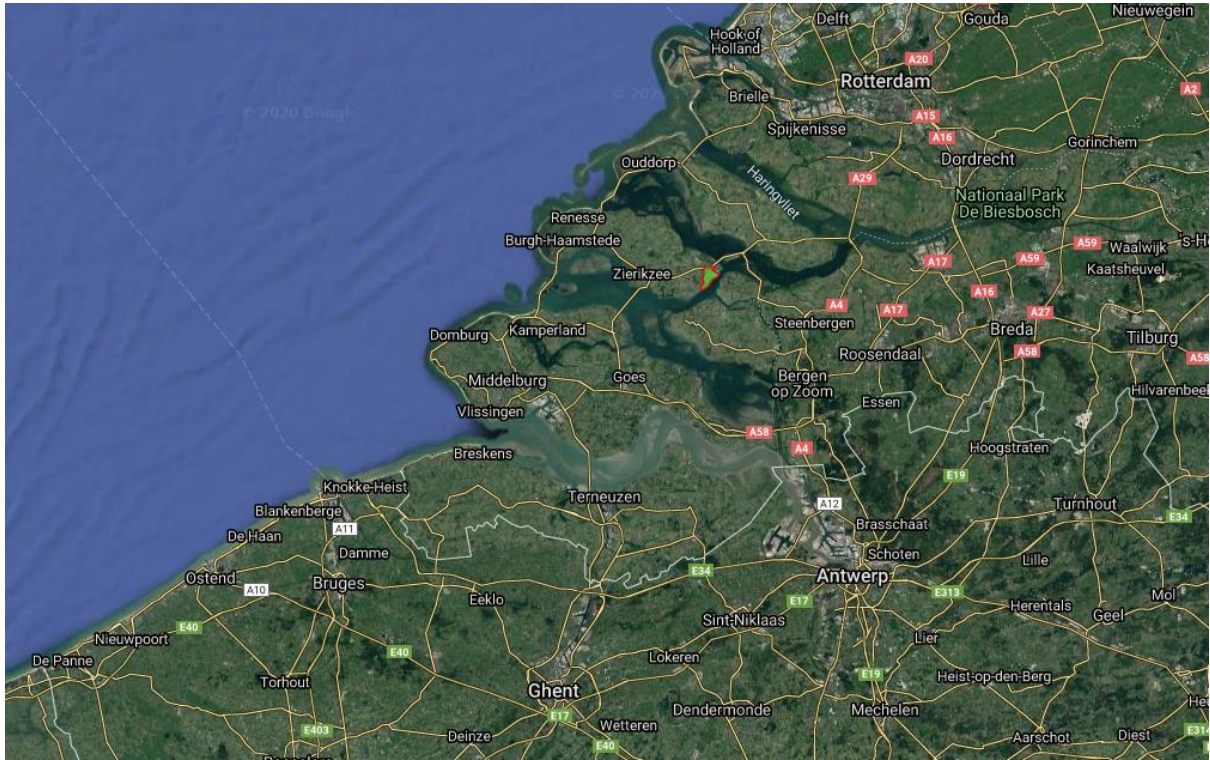 Delft
Gouda
Nieuwegein
Hook of
Holland
A20
Rotterdam
A2
Brielle
A15
Spijkenisse
A16
Gorinchem
Ouddorp
Dordrecht
A29
Haringvliet
Nationaal Park
De Biesbosch
Renesse
Burgh-Haamstede
A59
Waalwijk
's-He
A17
A59
Kaatsheuvel
Zierikzee
A16
A4
A17
A27
Steenbergen
Domburg
Kamperland
Breda
Tilburg
Roosendaal
A58
A58
Middelburg
Goes
Bergen
op Zoom
Hilvarenbeek
Essen
Vlissingen
A58
A4
Hoogstraten
Breskens
E19
Knokke-Heist
Terneuzen
Blankenberge
A12
Turnhout
A11
Brasschaat
E34
De Haan
Damme
Schoten
Lille
Ostend
Bruges
E34
Antwerp
A10
Eeklo
E17
E313
Mol
Herentals
Geel
Sint-Niklaas
E40
Nieuwpoort
Lier
E40
De Panne
Lokeren
E19
Heist-op-den-Berg
Torhout
Ghent
Dendermonde
Mechelen
E17
Wetteren
E403
Deinze
Aarschot
Diest
E314
E40
© 2020 Google
© 202